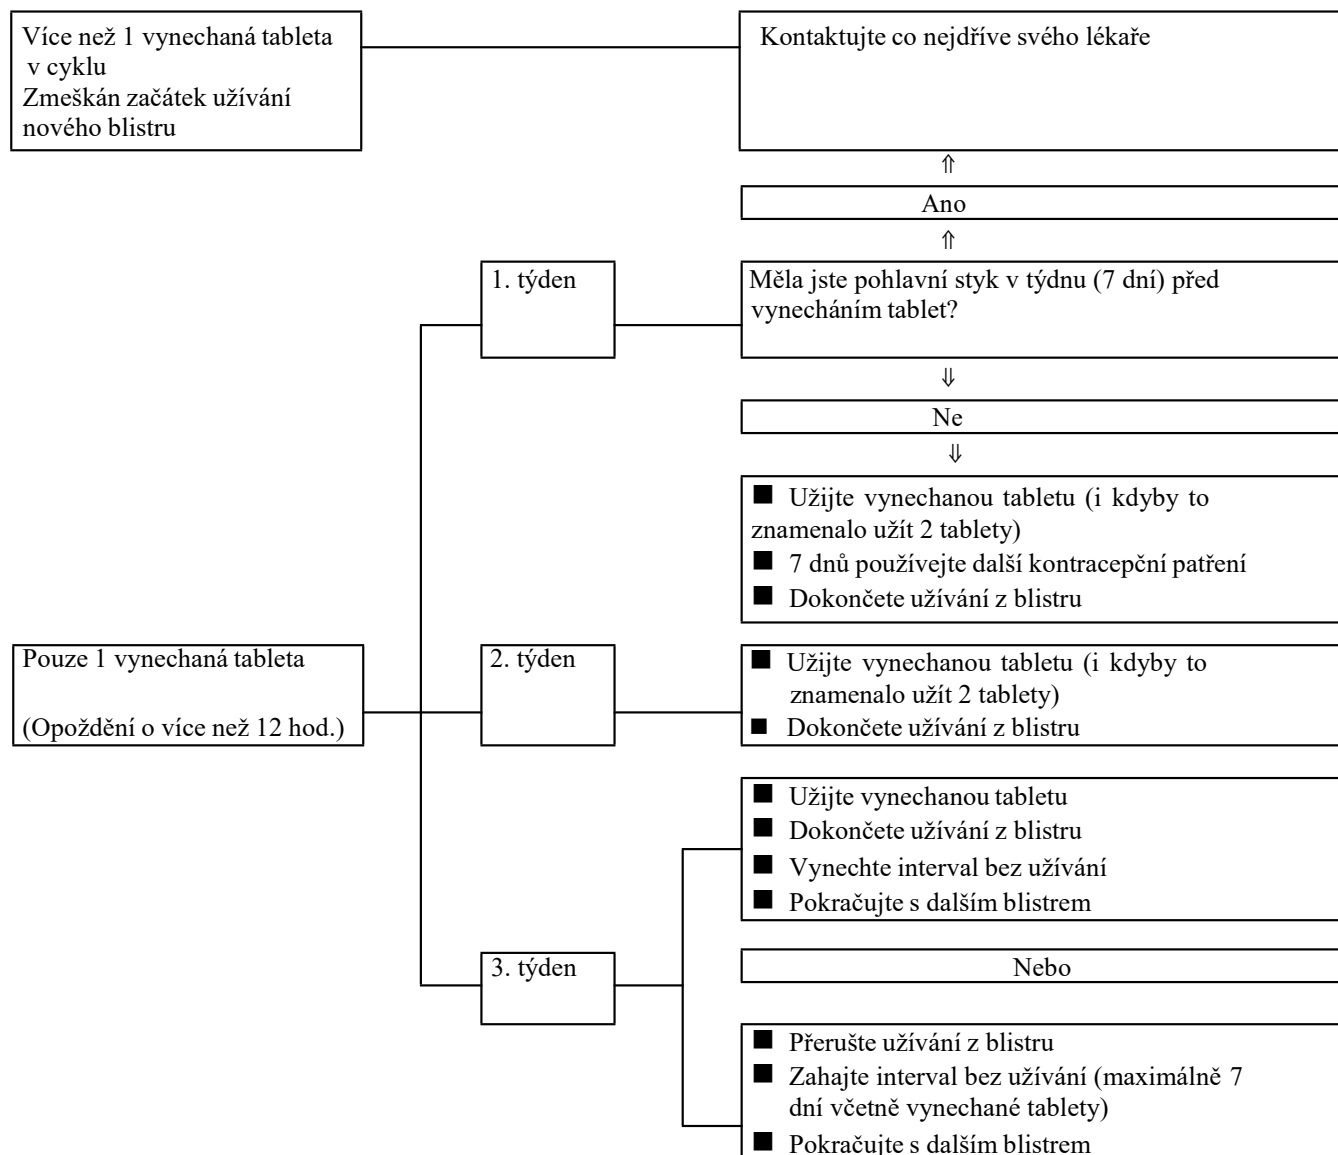 Více než 1 vynechaná tableta
v cyklu
Zmeškán začátek užívání
nového blistru
Kontaktujte co nejdříve svého lékaře
⇑
Ano
⇑
1. týden
Měla jste pohlavní styk v týdnu (7 dní) před
vynecháním tablet?
⇓
Ne
⇓
■ Užijte vynechanou tabletu (i kdyby to
znamenalo užít 2 tablety)
■ 7 dnů používejte další kontracepční patření
■ Dokončete užívání z blistru
Pouze 1 vynechaná tableta
(Opoždění o více než 12 hod.)
2. týden
■ Užijte vynechanou tabletu (i kdyby to
znamenalo užít 2 tablety)
■ Dokončete užívání z blistru
■ Užijte vynechanou tabletu
■ Dokončete užívání z blistru
■ Vynechte interval bez užívání
■ Pokračujte s dalším blistrem
3. týden
Nebo
■ Přerušte užívání z blistru
■ Zahajte interval bez užívání (maximálně 7
dní včetně vynechané tablety)
■ Pokračujte s dalším blistrem